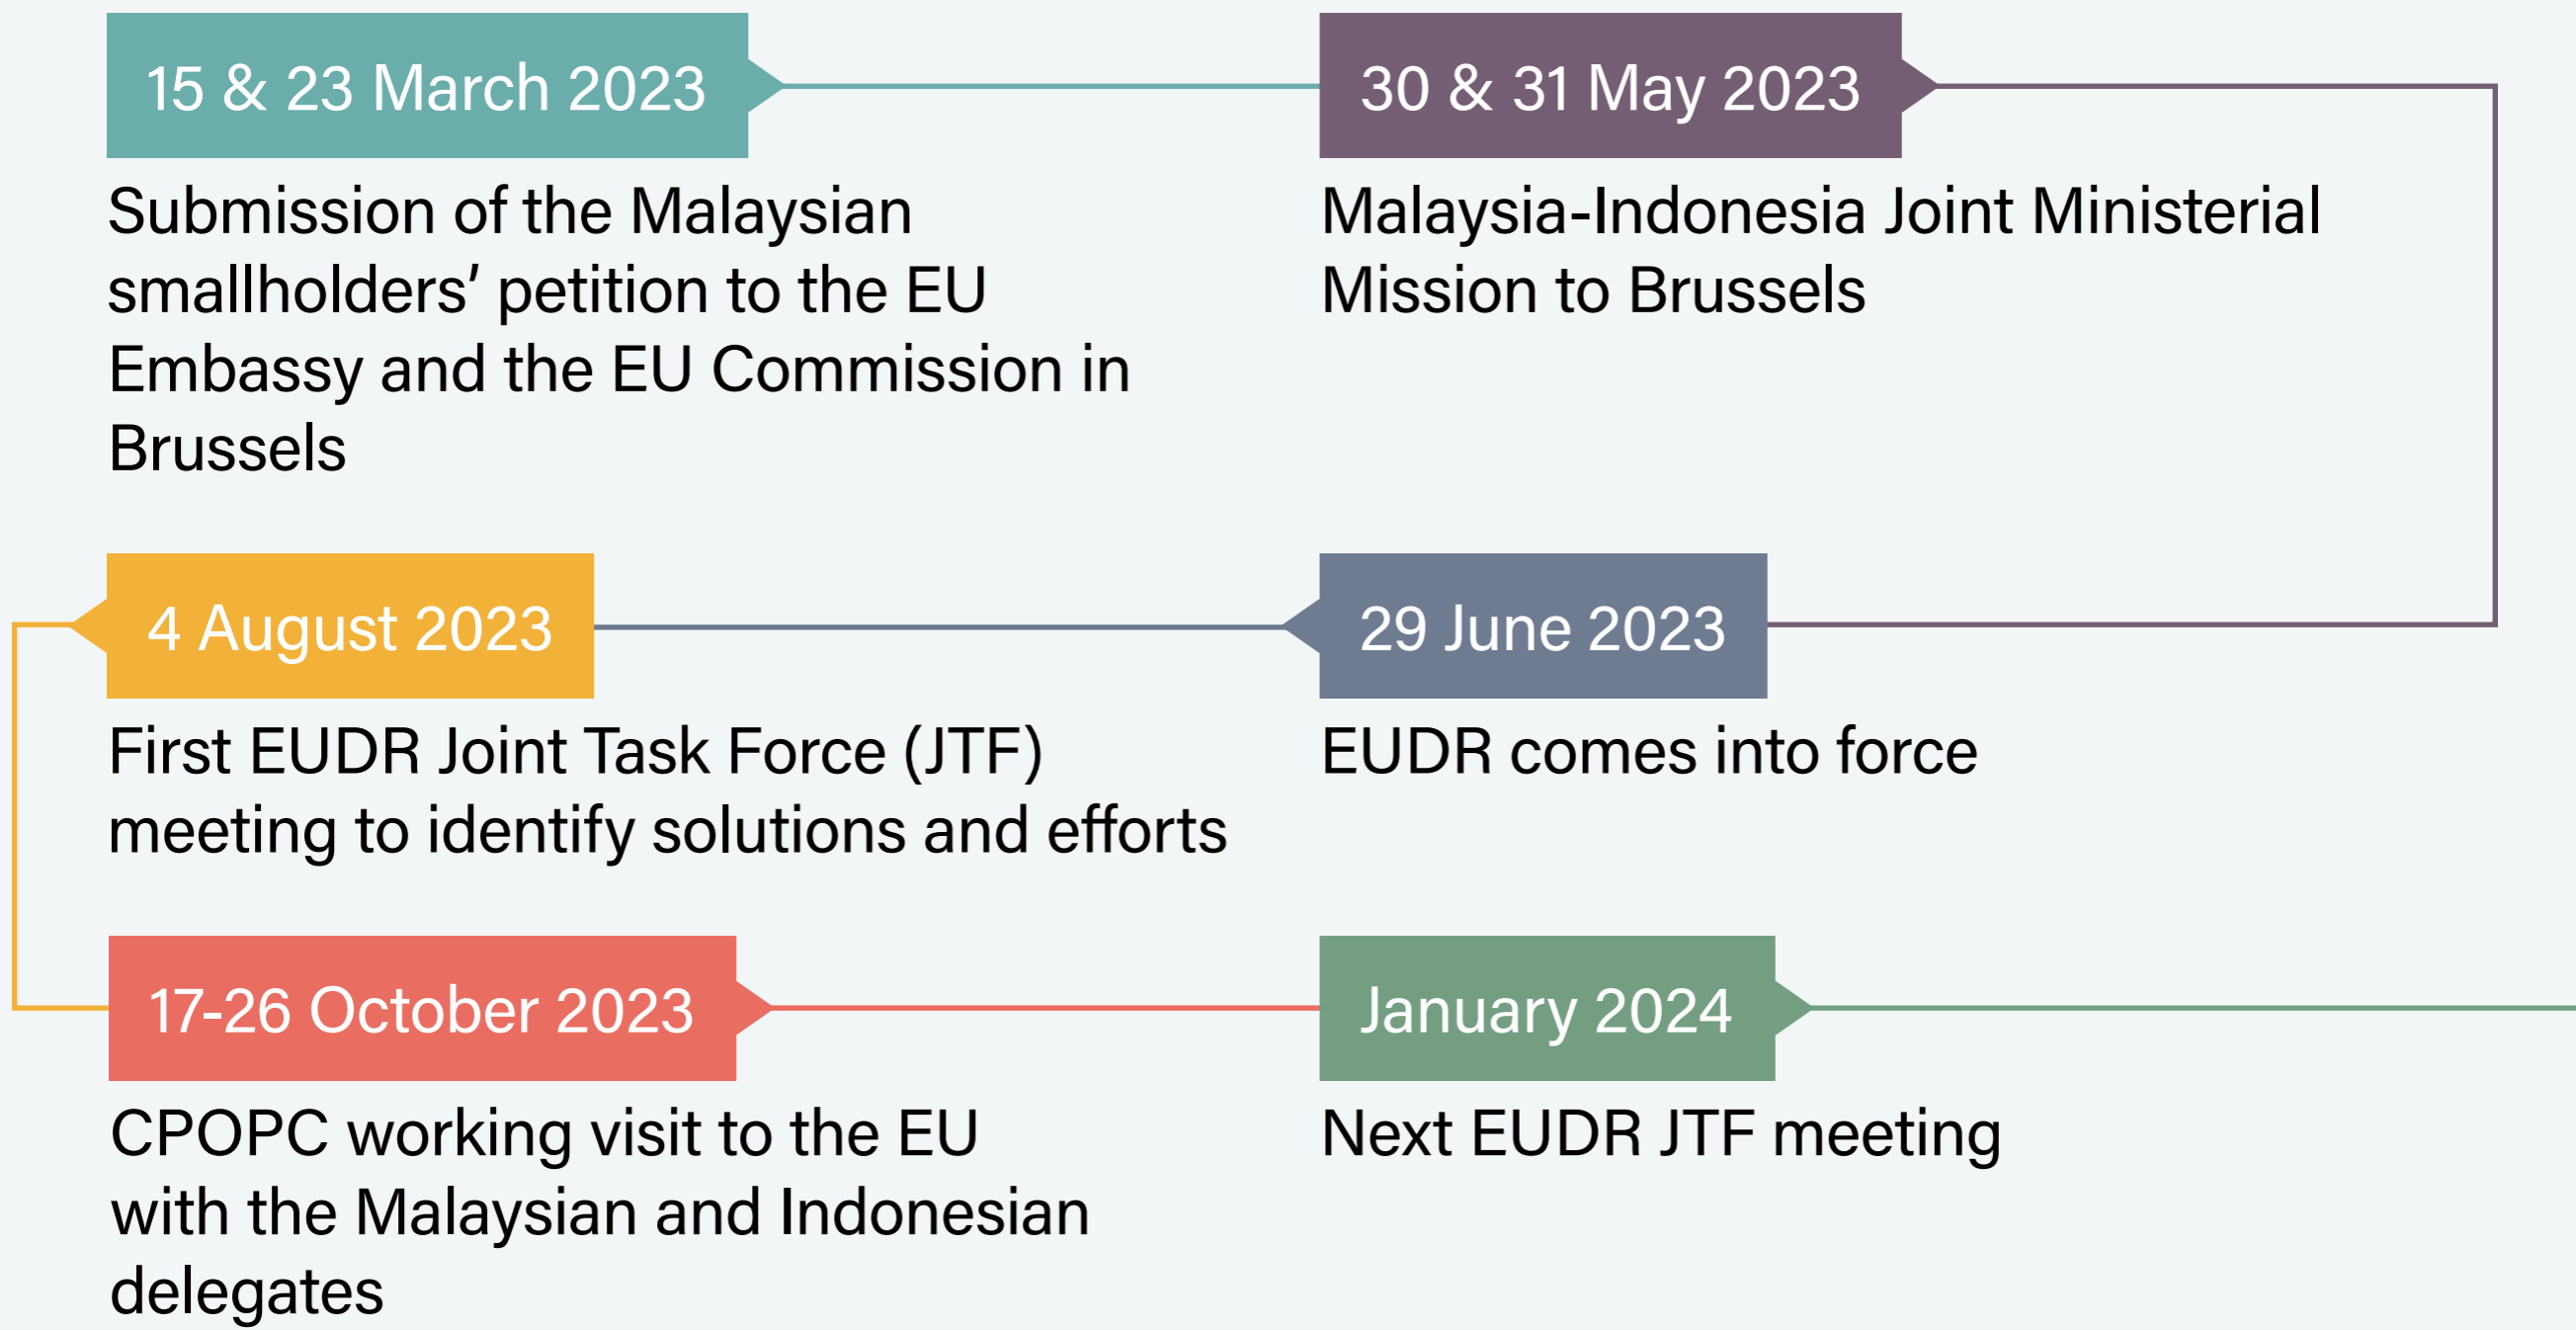 15 & 23 March 2023
Submission of the Malaysian
smallholders’ petition to the EU
Embassy and the EU Commission in
Brussels
30 & 31 May 2023
Malaysia-Indonesia Joint Ministerial
Mission to Brussels
29 June 2023
EUDR comes into force
4 August 2023
First EUDR Joint Task Force (JTF)
meeting to identify solutions and efforts
17-26 October 2023
CPOPC working visit to the EU
with the Malaysian and Indonesian
delegates
January 2024
Next EUDR JTF meeting